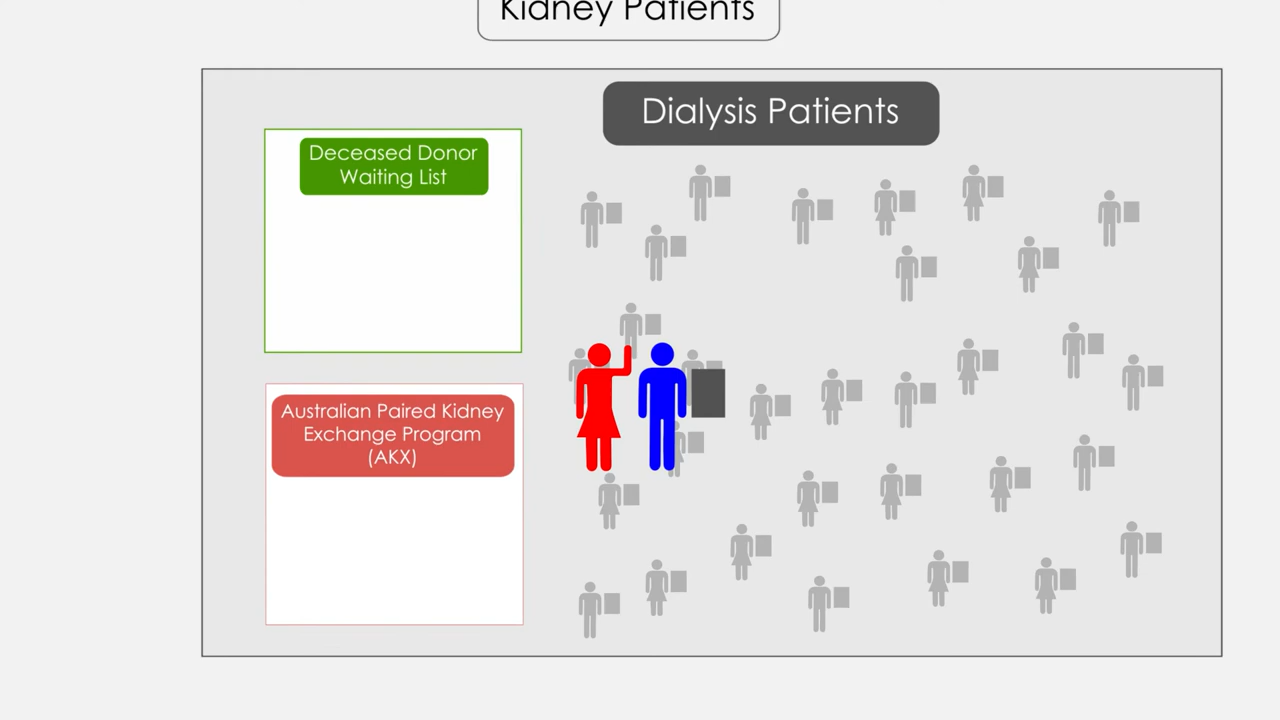 Kidney Patients
Dialysis Patients
Deceased Donor
Waiting List
Australian Paired Kidney
Exchange Program
(AKX)